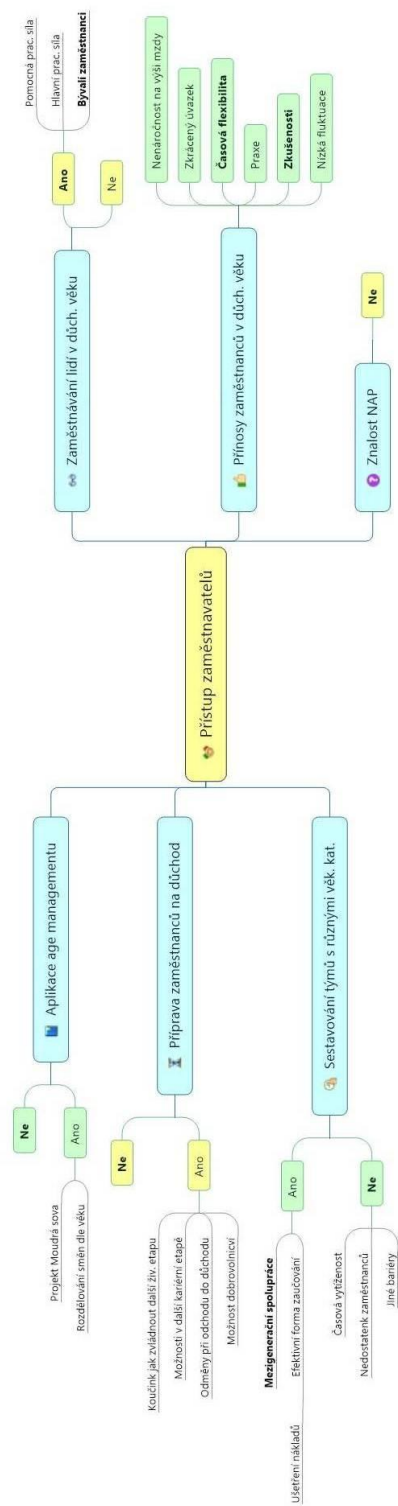 Přístup zaměstnavatelů
Zaměstnávání lidí v důch. věku
Ano
Pomocná prac. síla
Hlavní prac. síla
Bývalí zaměstnanci
Ne
Přínosy zaměstnanců v důch. věku
Nenáročnost na výši mzdy
Zkrácený úvazek
Časová flexibilita
Praxe
Zkušenosti
Nízká fluktuace
Znalost NAP
Ne
Aplikace age managementu
Ne
Ano
Projekt Moudrá sova
Rozdělování směn dle věku
Příprava zaměstnanců na důchod
Ne
Ano
Koučink jak zvládnout další živ. etapu
Možnosti v další kariérní etapě
Odměny při odchodu do důchodu
Možnost dobrovolnicví
Sestavování týmů s různými věk. kat.
Ano
Mezigenerační spolupráce
Efektivní forma zaučování
Ušetření nákladů
Ne
Časová vytíženost
Nedostatenk zaměstnanců
Jiné bariéry